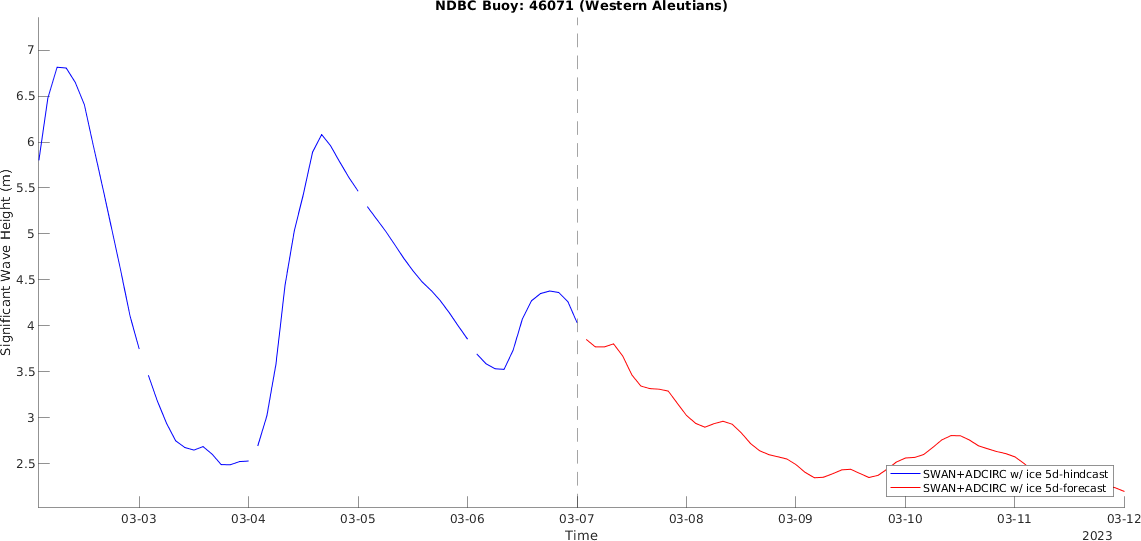 NDBC Buoy: 46071 (Western Aleutians)
Significant Wave Height (m)
7
6.5
6
5.5
5
4.5
4
3.5
3
2.5
SWAN+ADCIRC w/ ice 5d-hindcast
SWAN+ADCIRC w/ ice 5d-forecast
03-03 03-04 03-05 03-06 03-07 03-08 03-09 03-10 03-11 03-12
Time
2023